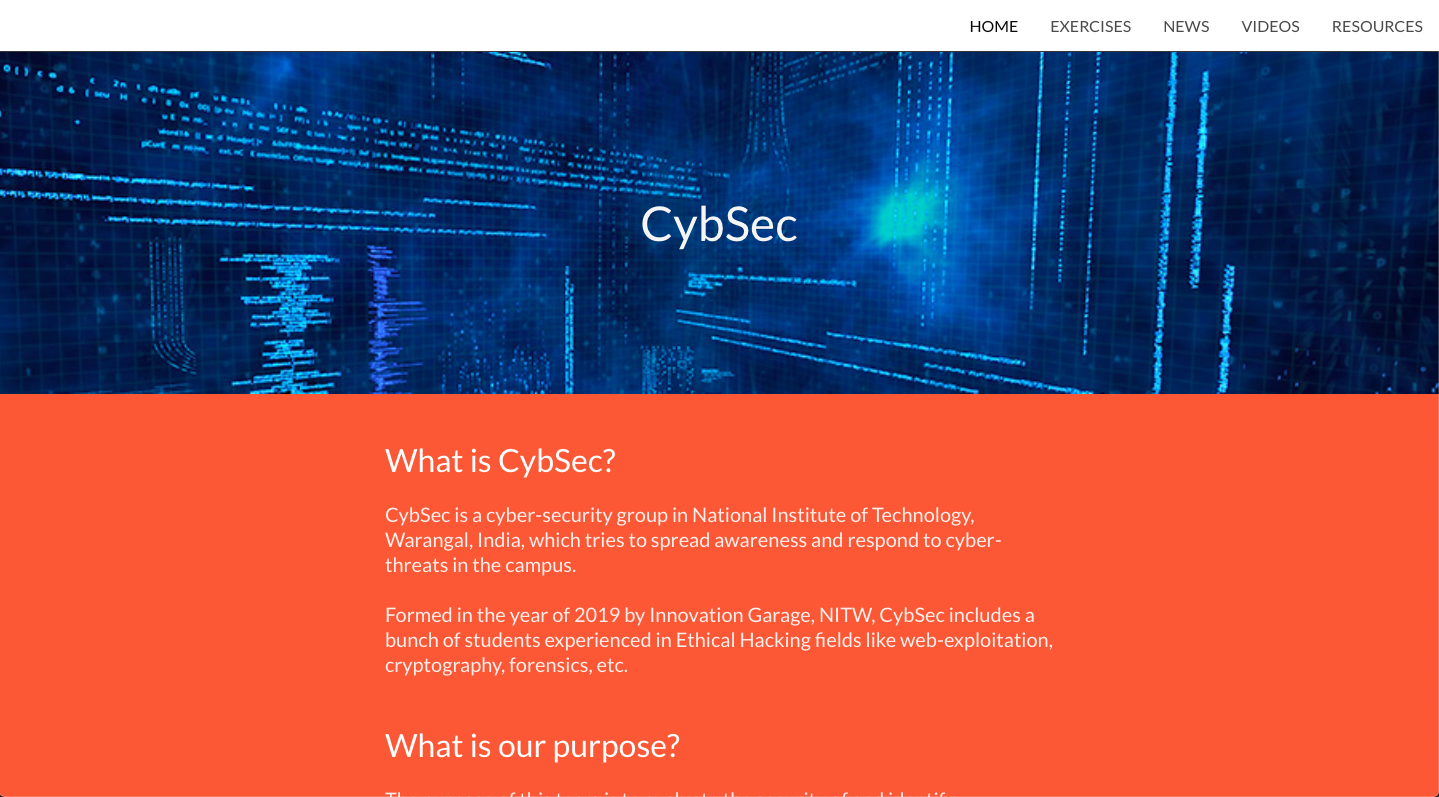 HOME EXERCISES NEWS VIDEOS RESOURCES
CybSec
What is CybSec?
CybSec is a cyber-security group in National Institute of Technology,
Warangal, India, which tries to spread awareness and respond to cyber-
threats in the campus.
Formed in the year of 2019 by Innovation Garage, NITW, CybSec includes a
bunch of students experienced in Ethical Hacking fields like web-exploitation,
cryptography, forensics, etc.
What is our purpose?